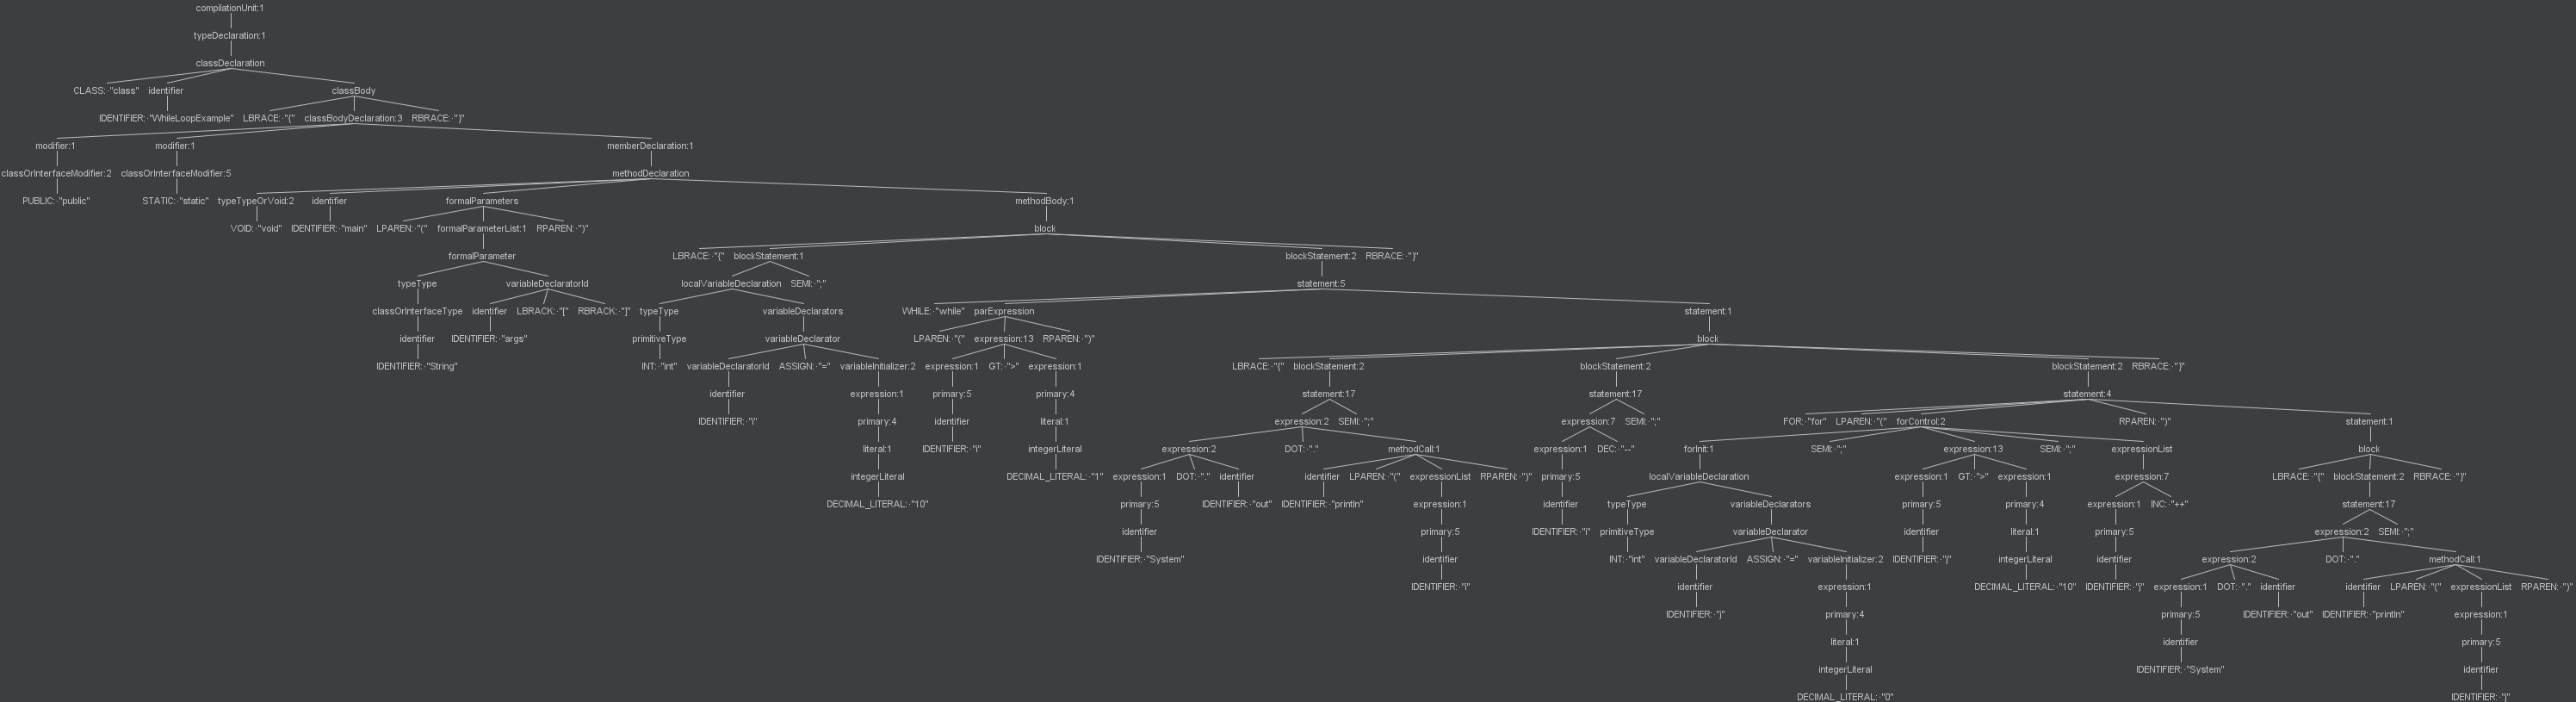 compilationUnit:1
typeDeclaration:1
classDeclaration
CLASS:·"class" identifier classBody
IDENTIFIER:·"WhileLoopExample" LBRACE:·"{" classBodyDeclaration:3 RBRACE:·"}"
modifier:1 modifier:1 memberDeclaration:1
classOrInterfaceModifier:2 classOrInterfaceModifier:5 methodDeclaration
PUBLIC:·"public" STATIC:·"static" typeTypeOrVoid:2 identifier formalParameters methodBody:1
VOID:·"void" IDENTIFIER:·"main" LPAREN:·"(" formalParameterList:1 RPAREN:·")" block
formalParameter LBRACE:·"{" blockStatement:1 blockStatement:2 RBRACE:·"}"
typeType variableDeclaratorId localVariableDeclaration SEMI:·";" statement:5
classOrInterfaceType identifier LBRACK:·"[" RBRACK:·"]" typeType variableDeclarators WHILE:·"while" parExpression statement:1
identifier IDENTIFIER:·"args" primitiveType variableDeclarator LPAREN:·"(" expression:13 RPAREN:·")" block
IDENTIFIER:·"String" INT:·"int" variableDeclaratorId ASSIGN:·"=" variableInitializer:2 expression:1 GT:·">" expression:1 LBRACE:·"{" blockStatement:2 blockStatement:2 blockStatement:2 RBRACE:·"}"
identifier expression:1 primary:5 primary:4 statement:17 statement:17 statement:4
IDENTIFIER:·"i" primary:4 identifier literal:1 expression:2 SEMI:·";" expression:7 SEMI:·";" FOR:·"for" LPAREN:·"(" forControl:2 RPAREN:·")" statement:1
literal:1 IDENTIFIER:·"i" integerLiteral expression:2 DOT:·"." methodCall:1 expression:1 DEC:·"--" forInit:1 SEMI:·";" expression:13 SEMI:·";" expressionList block
integerLiteral DECIMAL_LITERAL:·"1" expression:1 DOT:·"." identifier identifier LPAREN:·"(" expressionList RPAREN:·")" primary:5 localVariableDeclaration expression:1 GT:·">" expression:1 expression:7 LBRACE:·"{" blockStatement:2 RBRACE:·"}"
DECIMAL_LITERAL:·"10" primary:5 IDENTIFIER:·"out" IDENTIFIER:·"println" expression:1 identifier typeType variableDeclarators primary:5 primary:4 expression:1 INC:·"++" statement:17
identifier primary:5 IDENTIFIER:·"i" primitiveType variableDeclarator identifier literal:1 primary:5 expression:2 SEMI:·";"
IDENTIFIER:·"System" identifier INT:·"int" variableDeclaratorId ASSIGN:·"=" variableInitializer:2 IDENTIFIER:·"j" integerLiteral identifier expression:2 DOT:·"." methodCall:1
IDENTIFIER:·"i" identifier expression:1 DECIMAL_LITERAL:·"10" IDENTIFIER:·"j" expression:1 DOT:·"." identifier identifier LPAREN:·"(" expressionList RPAREN:·")"
IDENTIFIER:·"j" primary:4 primary:5 IDENTIFIER:·"out" IDENTIFIER:·"println" expression:1
literal:1 identifier primary:5
integerLiteral IDENTIFIER:·"System" identifier
DECIMAL_LITERAL:·"0" IDENTIFIER:·"j"